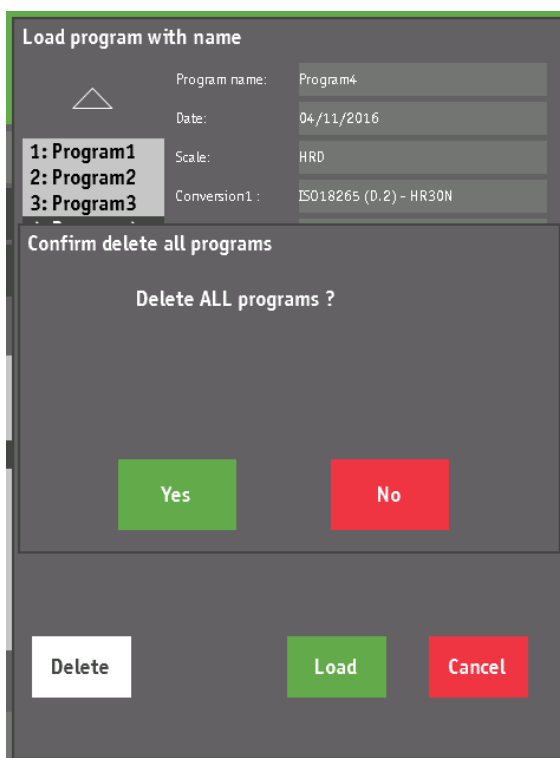 Load program with name
Program name: Program4
Date: 04/11/2016
1: Program1
Scale: HRD
2: Program2
3: Program3
Conversion1 : ISO18265 (D.2) - HR30N
Confirm delete all programs
Delete ALL programs ?
Yes No
Delete Load Cancel